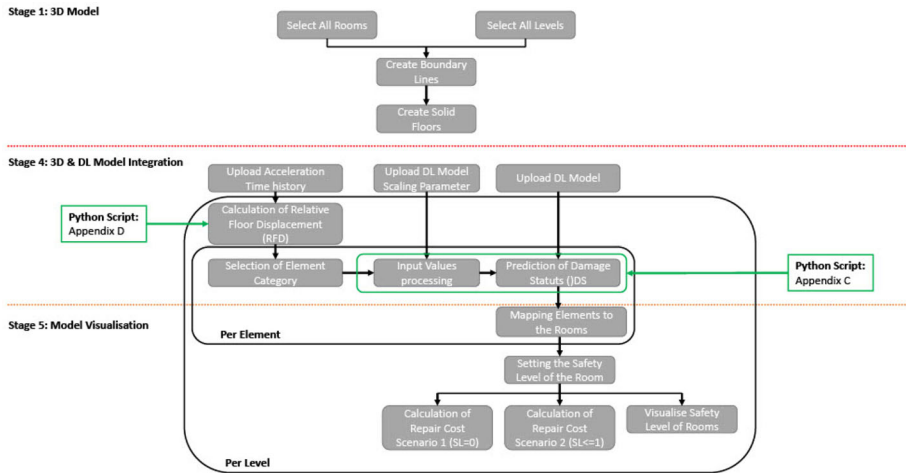 Stage 1: 3D Model
Select All Rooms
Select All Levels
Create Boundary
Lines
Create Solid
Floors
Stage 4: 3D & DL Model Integration
Upload Acceleration
Time history
Upload DL Model
Scaling Parameter
Upload DL Model
Python Script:
Appendix D
Calculation of Relative
Floor Displacement
(RFD)
Selection of Element
Category
Input Values
processing
Prediction of Damage
Statuts ()DS
Python Script:
Appendix C
Stage 5: Model Visualisation
Mapping Elements to
the Rooms
Per Element
Setting the Safety
Level of the Room
Calculation of
Repair Cost
Scenario 1 (SL=0)
Calculation of
Repair Cost
Scenario 2 (SL<=1)
Visualise Safety
Level of Rooms
Per Level